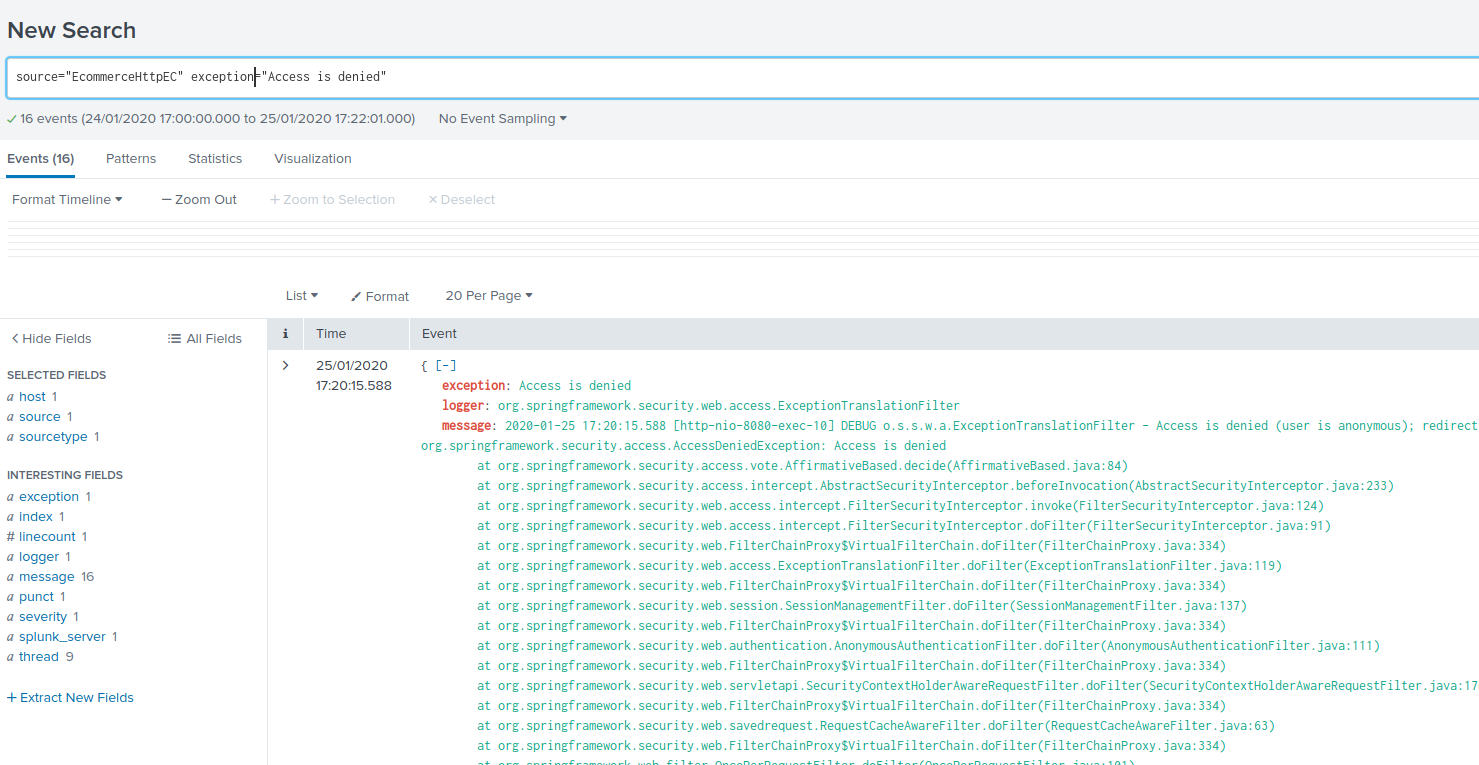 New Search
source="EcommerceHttpEC" exception="Access is denied"
16 events (24/01/2020 17:00:00.000 to 25/01/2020 17:22:01.000) No Event Sampling
Events (16) Patterns Statistics Visualization
Format Timeline — Zoom Out + Zoom to Selection × Deselect
List Format 20 Per Page
< Hide Fields All Fields
SELECTED FIELDS
a host 1
a source 1
a sourcetype 1
INTERESTING FIELDS
a exception 1
a index 1
# linecount 1
a logger 1
a message 16
a punct 1
a severity 1
a splunk_server 1
a thread 9
+ Extract New Fields
i Time Event
> 25/01/2020
17:20:15.588
{ [-]
exception: Access is denied
logger: org.springframework.security.web.access.ExceptionTranslationFilter
message: 2020-01-25 17:20:15.588 [http-nio-8080-exec-10] DEBUG o.s.s.w.a.ExceptionTranslationFilter - Access is denied (user is anonymous); redirect
org.springframework.security.access.AccessDeniedException: Access is denied
at org.springframework.security.access.vote.AffirmativeBased.decide(AffirmativeBased.java:84)
at org.springframework.security.access.intercept.AbstractSecurityInterceptor.beforeInvocation(AbstractSecurityInterceptor.java:233)
at org.springframework.security.web.access.intercept.FilterSecurityInterceptor.invoke(FilterSecurityInterceptor.java:124)
at org.springframework.security.web.access.intercept.FilterSecurityInterceptor.doFilter(FilterSecurityInterceptor.java:91)
at org.springframework.security.web.FilterChainProxy$VirtualFilterChain.doFilter(FilterChainProxy.java:334)
at org.springframework.security.web.access.ExceptionTranslationFilter.doFilter(ExceptionTranslationFilter.java:119)
at org.springframework.security.web.FilterChainProxy$VirtualFilterChain.doFilter(FilterChainProxy.java:334)
at org.springframework.security.web.session.SessionManagementFilter.doFilter(SessionManagementFilter.java:137)
at org.springframework.security.web.FilterChainProxy$VirtualFilterChain.doFilter(FilterChainProxy.java:334)
at org.springframework.security.web.authentication.AnonymousAuthenticationFilter.doFilter(AnonymousAuthenticationFilter.java:111)
at org.springframework.security.web.FilterChainProxy$VirtualFilterChain.doFilter(FilterChainProxy.java:334)
at org.springframework.security.web.servletapi.SecurityContextHolderAwareRequestFilter.doFilter(SecurityContextHolderAwareRequestFilter.java:17
at org.springframework.security.web.FilterChainProxy$VirtualFilterChain.doFilter(FilterChainProxy.java:334)
at org.springframework.security.web.savedrequest.RequestCacheAwareFilter.doFilter(RequestCacheAwareFilter.java:63)
at org.springframework.security.web.FilterChainProxy$VirtualFilterChain.doFilter(FilterChainProxy.java:334)
at org.springframework.web.filter.OncePerRequestFilter.doFilter(OncePerRequestFilter.java:101)